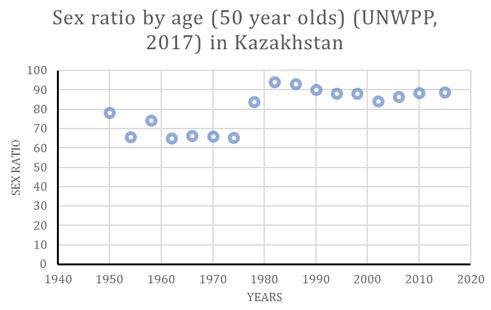 Sex ratio by age (50 year olds) (UNWPP,
2017) in Kazakhstan
100
90
80
70
60
50
40
30
20
10
0
SEX RATIO
1940 1950 1960 1970 1980 1990 2000 2010 2020
YEARS